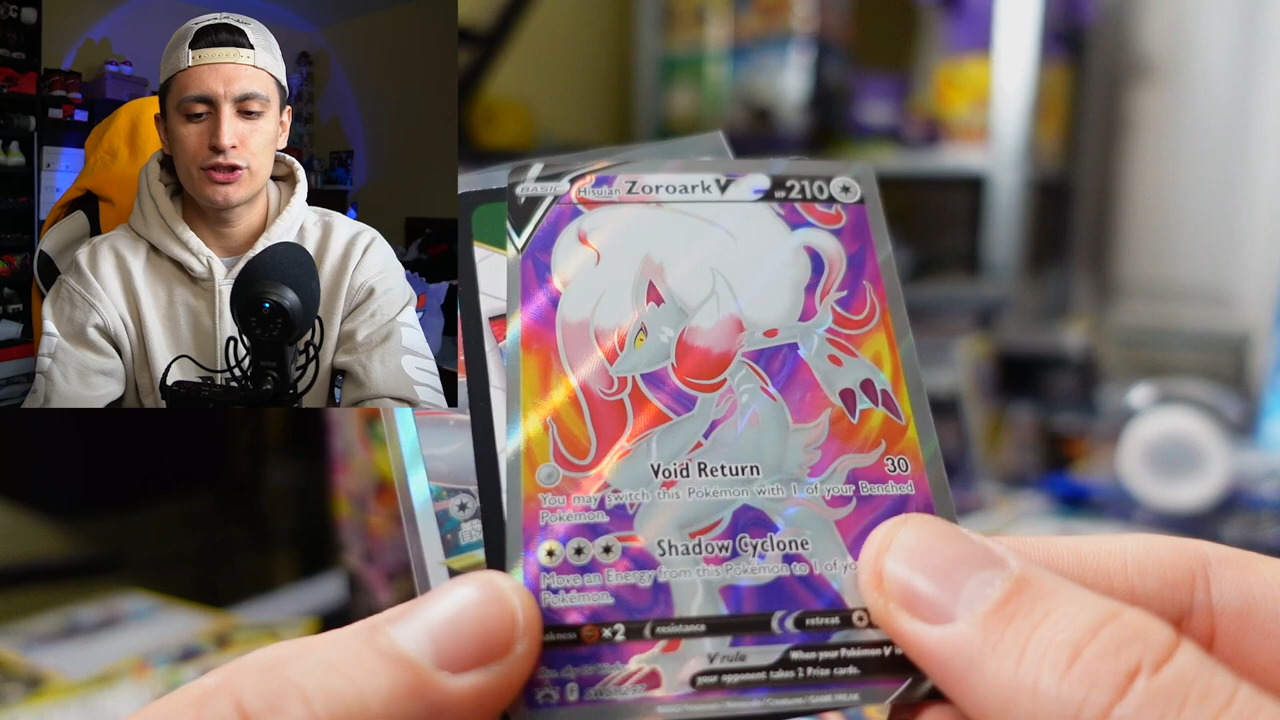 BASIC Hisuian Zoroark V HP 210
Void Return 30
You may switch this Pokémon with 1 of your Benched
Pokémon.
Shadow Cyclone
Move an Energy from this Pokémon to 1 of yo
Pokémon.
akness ×2 resistance retreat
V rule When your Pokémon V is
your opponent takes 2 Prize cards.